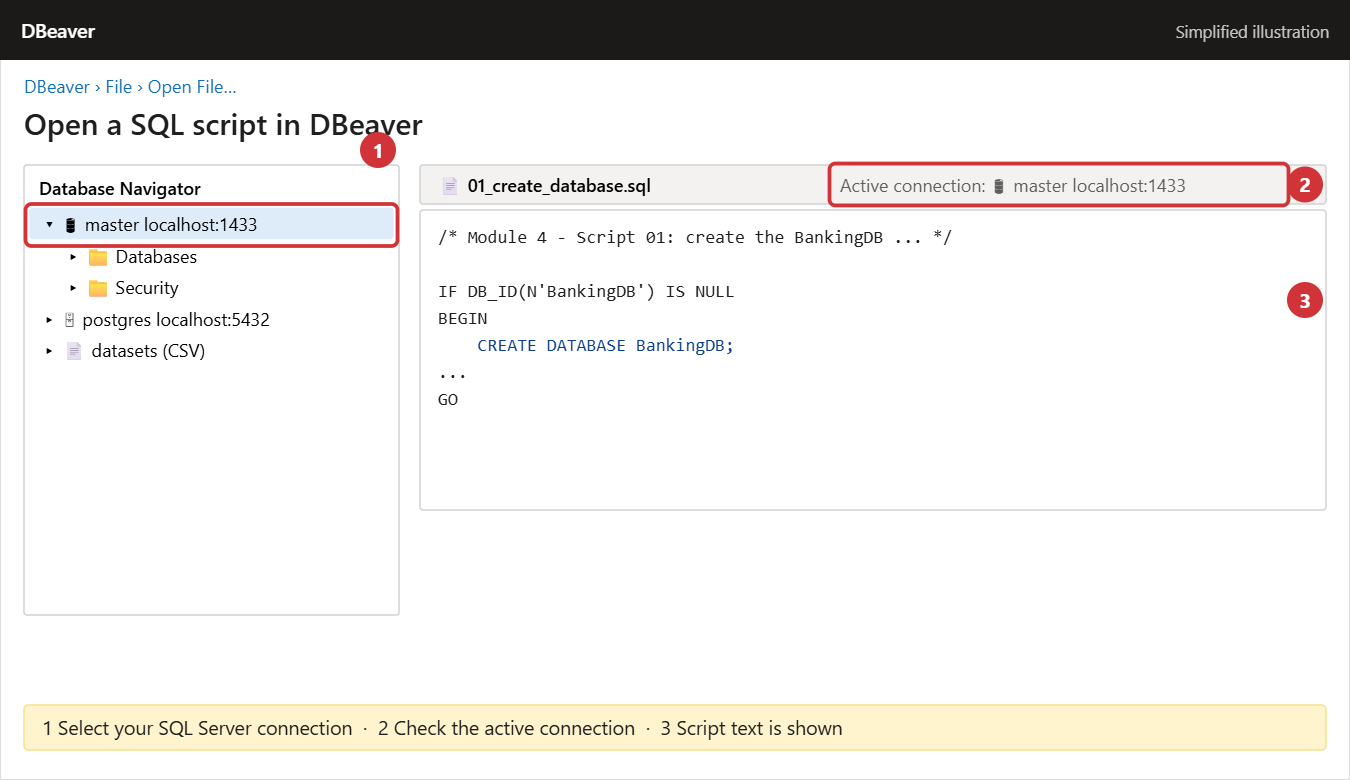 DBeaver
Simplified illustration
DBeaver › File › Open File...
Open a SQL script in DBeaver
1
Database Navigator
master localhost:1433
Databases
Security
postgres localhost:5432
datasets (CSV)
01_create_database.sql
Active connection: master localhost:1433
2
/* Module 4 - Script 01: create the BankingDB ... */
IF DB_ID(N'BankingDB') IS NULL
BEGIN
    CREATE DATABASE BankingDB;
...
GO
3
1 Select your SQL Server connection · 2 Check the active connection · 3 Script text is shown